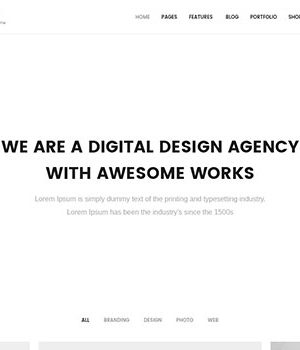 HOME PAGES FEATURES BLOG PORTFOLIO
WE ARE A DIGITAL DESIGN AGENCY
WITH AWESOME WORKS
Lorem Ipsum is simply dummy text of the printing and typesetting industry.
Lorem Ipsum has been the industry's since the 1500s
ALL BRANDING DESIGN PHOTO WEB